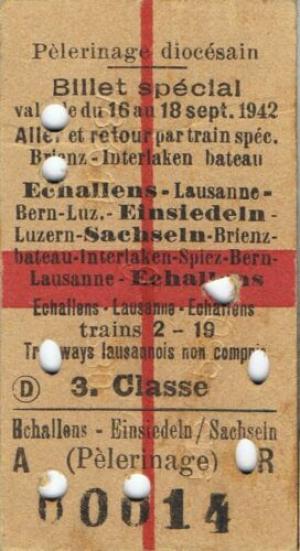 Pèlerinage diocésain
Billet spécial
valable du 16 au 18 sept. 1942
Aller et retour par train spéc.
Brienz-Interlaken bateau
Echallens-Lausanne-
Bern-Luz.-Einsiedeln-
Luzern-Sachseln-Brienz-
bateau-Interlaken-Spiez-Bern-
Lausanne-Echallens
Echallens-Lausanne-Echallens
trains 2-19
Tramways lausannois non compris
D 3. Classe
Echallens - Einsiedeln/Sachseln
A (Pèlerinage) R
00014